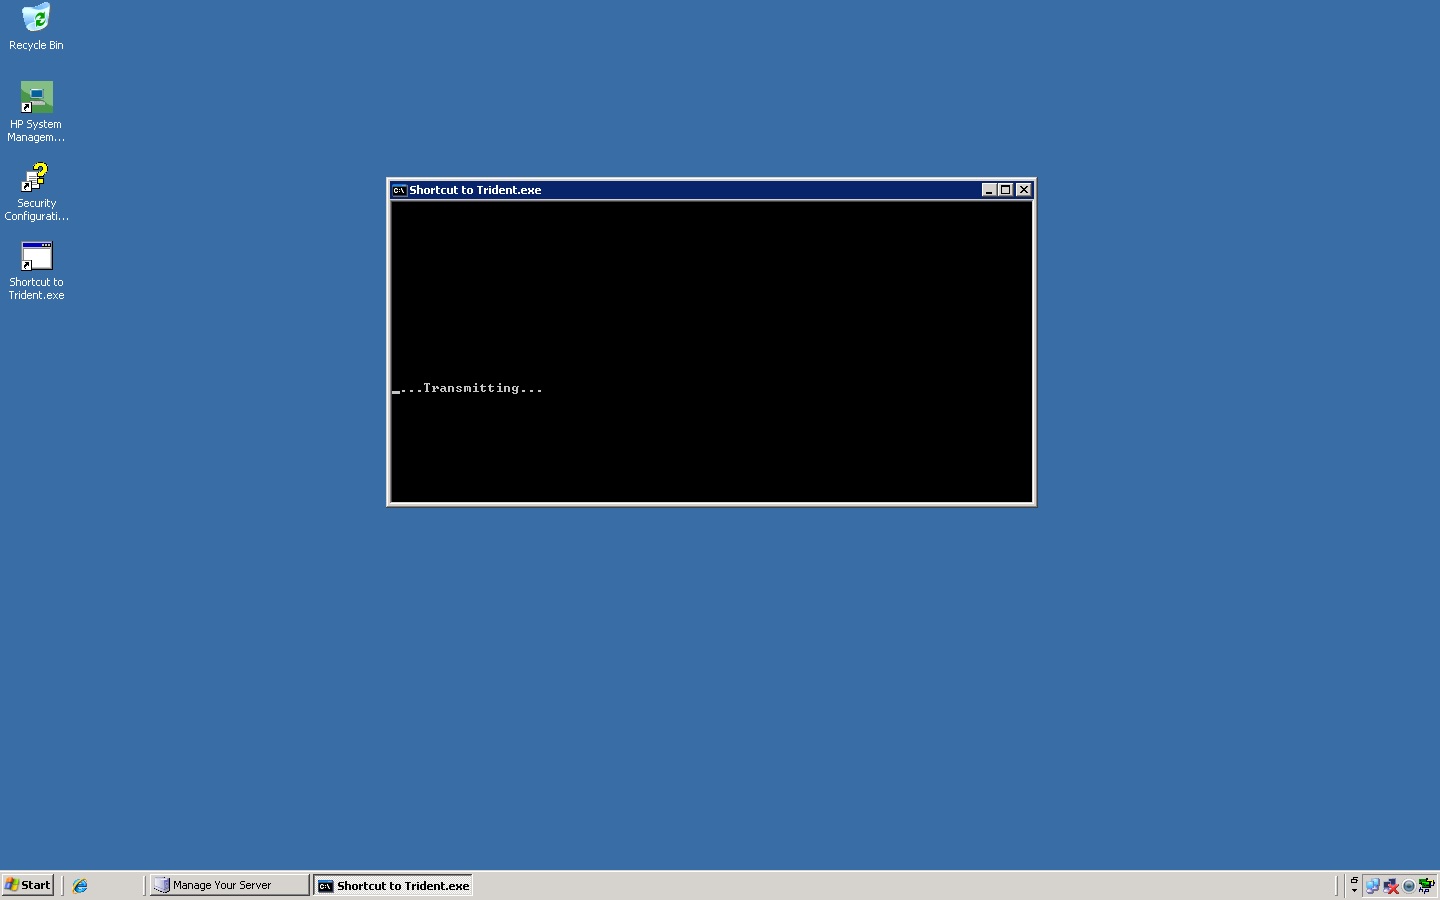 Recycle Bin
HP System
Managem...
Security
Configurati...
Shortcut to
Trident.exe
C:\ Shortcut to Trident.exe
_...Transmitting...
Start
Manage Your Server
C:\ Shortcut to Trident.exe